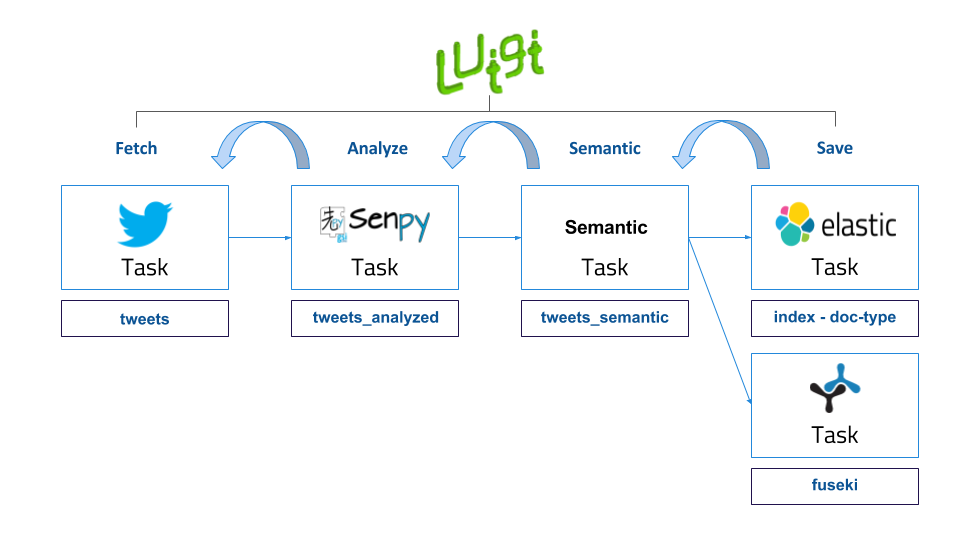 Luigi
Fetch
Analyze
Semantic
Save
Task
Senpy
Task
Semantic
Task
elastic
Task
tweets
tweets_analyzed
tweets_semantic
index - doc-type
Task
fuseki